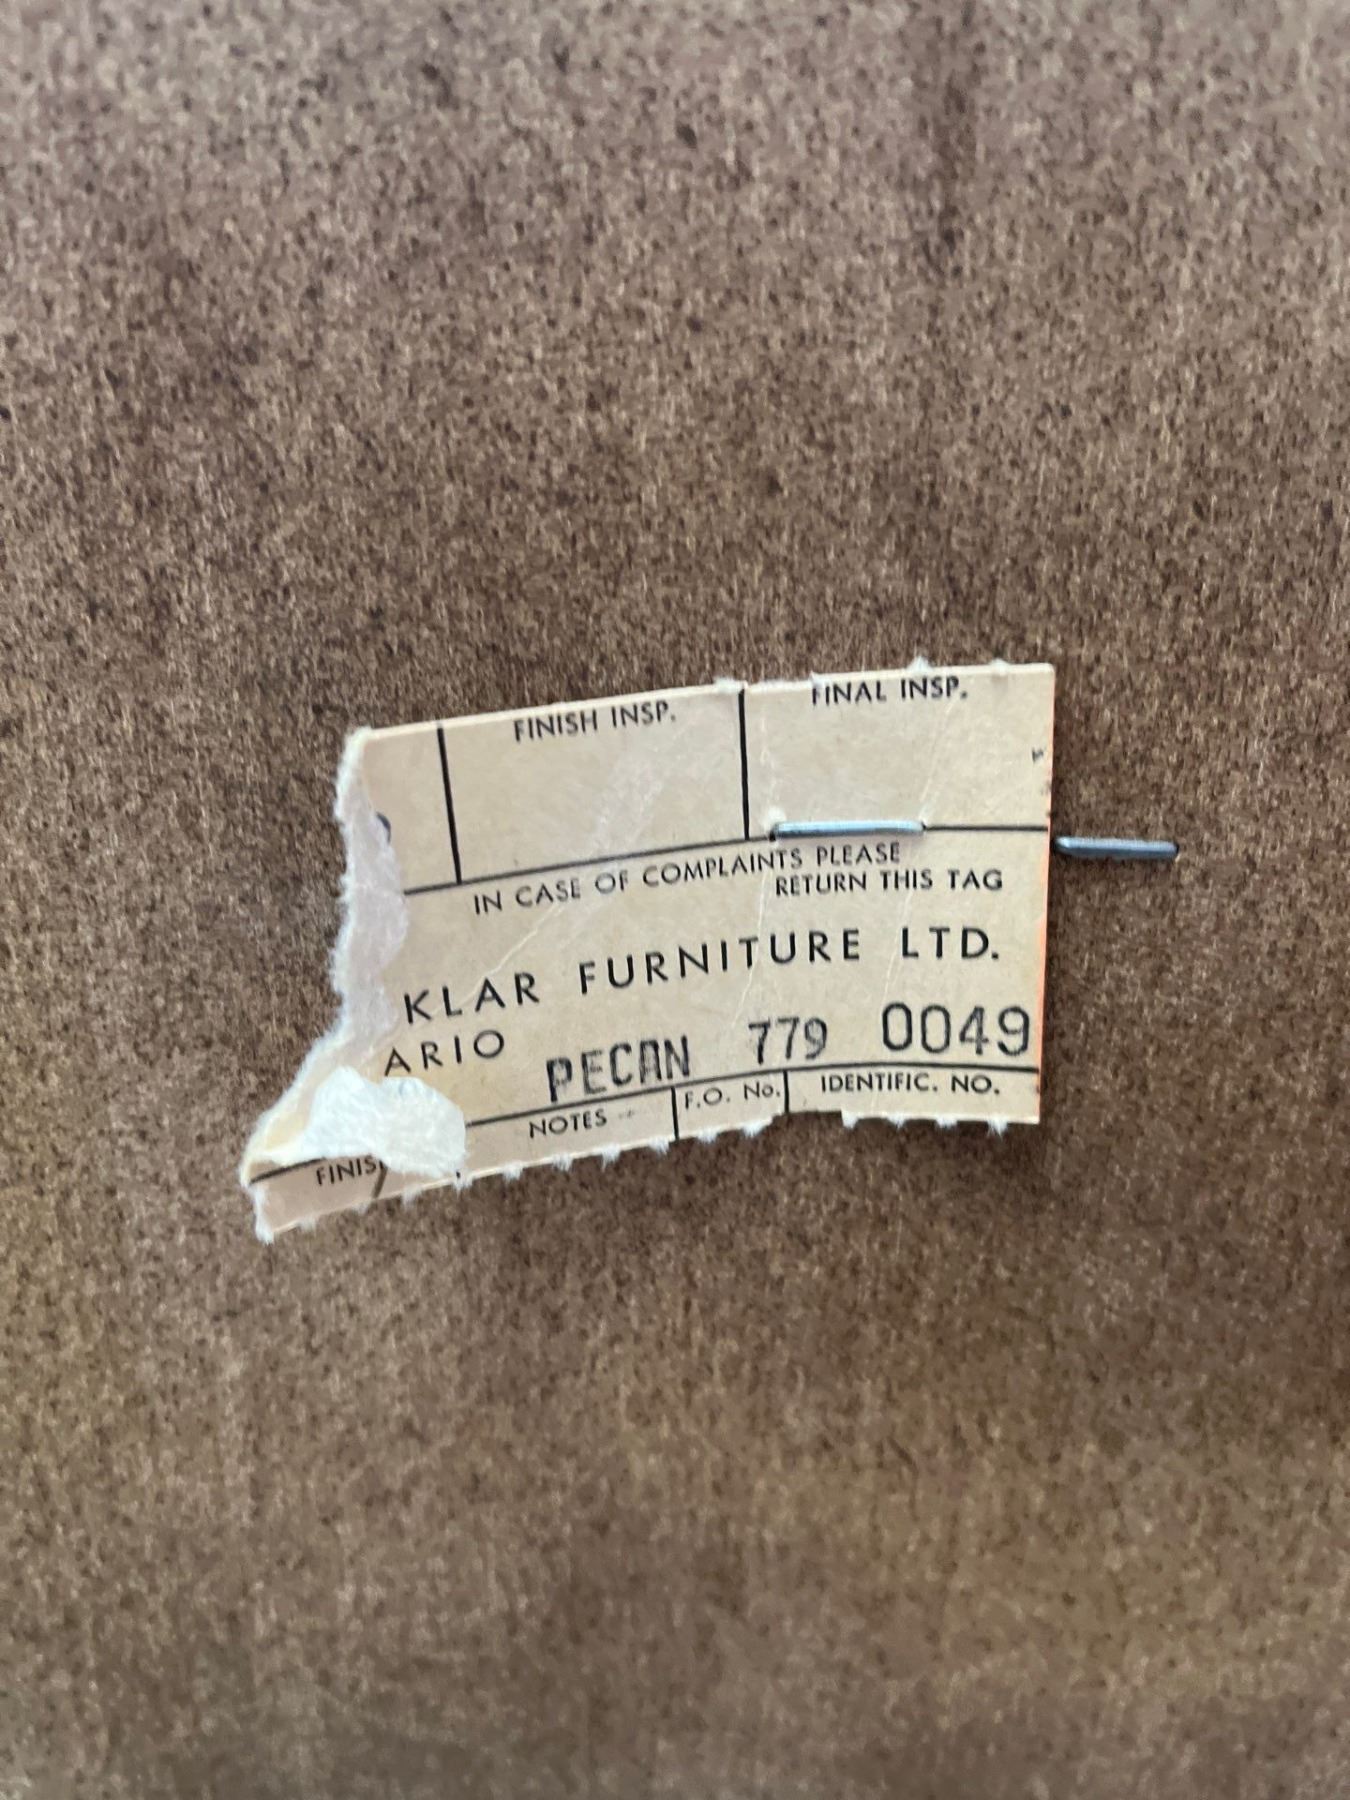 FINISH INSP. FINAL INSP.
IN CASE OF COMPLAINTS PLEASE
RETURN THIS TAG
KLAR FURNITURE LTD.
ARIO PECAN 779 0049
FINIS NOTES F.O. No. IDENTIFIC. NO.